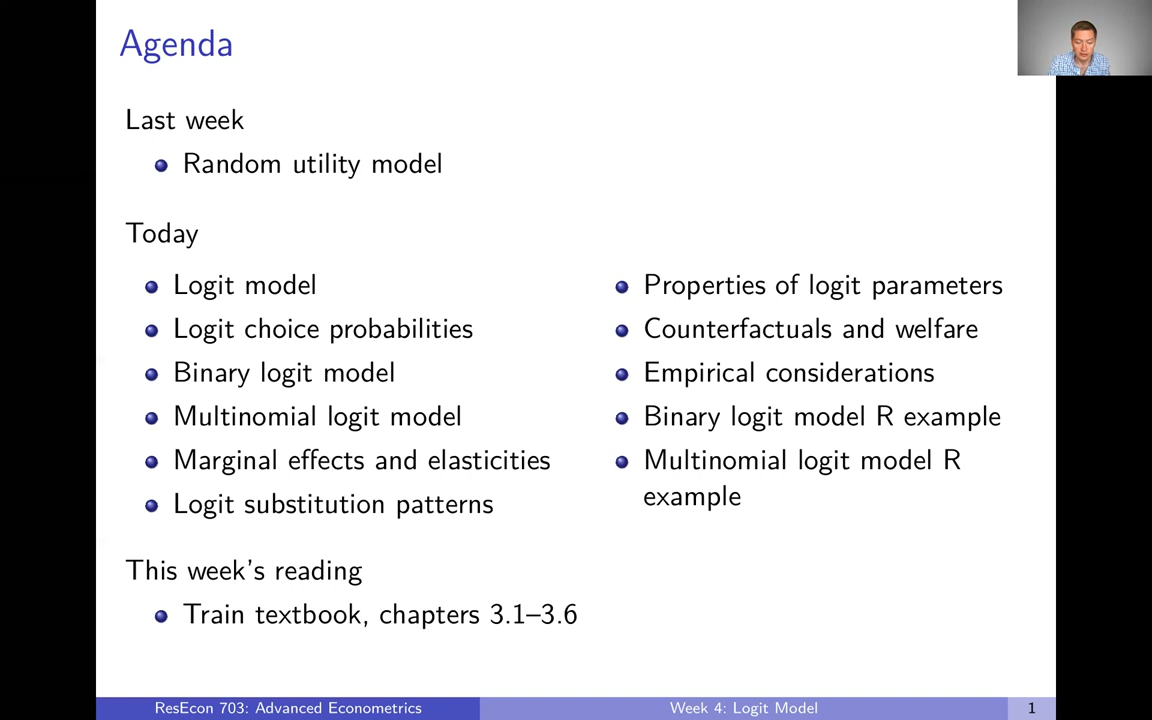 Agenda
Last week
Random utility model
Today
Logit model
Logit choice probabilities
Binary logit model
Multinomial logit model
Marginal effects and elasticities
Logit substitution patterns
Properties of logit parameters
Counterfactuals and welfare
Empirical considerations
Binary logit model R example
Multinomial logit model R
example
This week's reading
Train textbook, chapters 3.1–3.6
ResEcon 703: Advanced Econometrics
Week 4: Logit Model
1